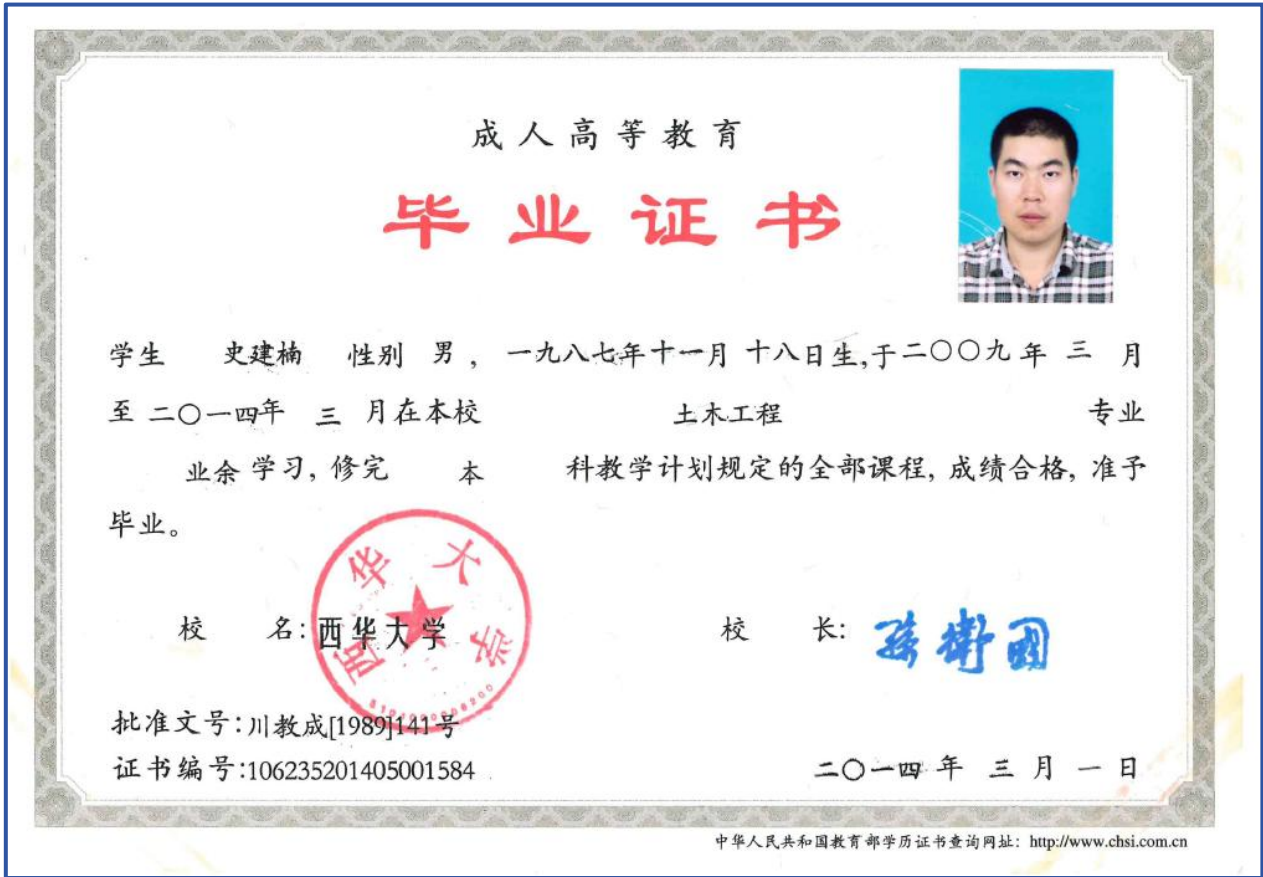 成人高等教育
毕业证书
学生 史建楠 性别 男, 一九八七年十一月十八日生,于二〇〇九年 三 月
至二〇一四年 三 月在本校 土木工程 专业
业余 学习, 修完 本 科教学计划规定的全部课程, 成绩合格, 准予
毕业。
西华大学
校 名: 西华大学 校 长: 孙卫国
批准文号:川教成[1989]141号
证书编号:106235201405001584
二〇一四年 三 月 一 日
中华人民共和国教育部学历证书查询网址: http://www.chsi.com.cn